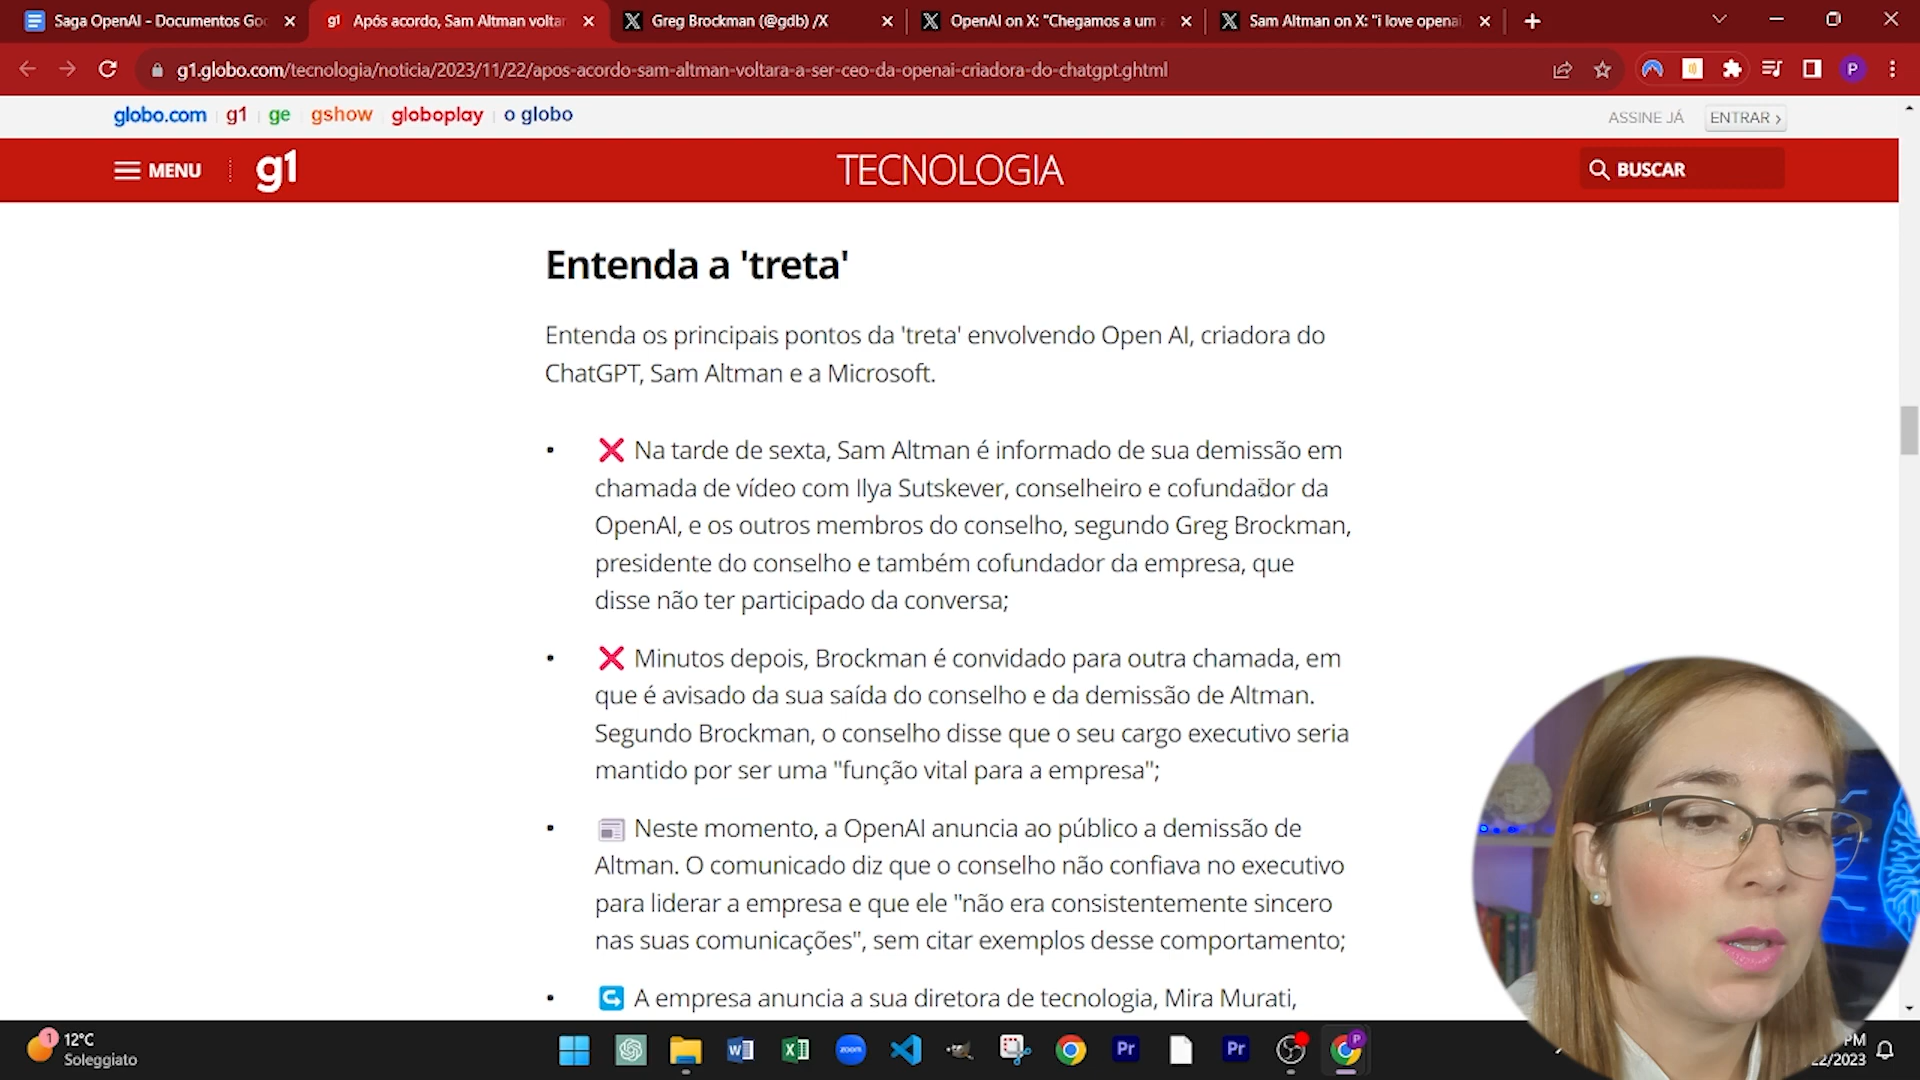 Saga OpenAI - Documentos Goo
Após acordo, Sam Altman voltar
Greg Brockman (@gdb) /X
OpenAI on X: "Chegamos a um a
Sam Altman on X: "i love openai,
g1.globo.com/tecnologia/noticia/2023/11/22/apos-acordo-sam-altman-voltara-a-ser-ceo-da-openai-criadora-do-chatgpt.ghtml
globo.com g1 ge gshow globoplay o globo
ASSINE JÁ ENTRAR ›
MENU g1 TECNOLOGIA BUSCAR
Entenda a 'treta'
Entenda os principais pontos da 'treta' envolvendo Open AI, criadora do
ChatGPT, Sam Altman e a Microsoft.
• ❌ Na tarde de sexta, Sam Altman é informado de sua demissão em
chamada de vídeo com Ilya Sutskever, conselheiro e cofundador da
OpenAI, e os outros membros do conselho, segundo Greg Brockman,
presidente do conselho e também cofundador da empresa, que
disse não ter participado da conversa;
• ❌ Minutos depois, Brockman é convidado para outra chamada, em
que é avisado da sua saída do conselho e da demissão de Altman.
Segundo Brockman, o conselho disse que o seu cargo executivo seria
mantido por ser uma "função vital para a empresa";
• 📰 Neste momento, a OpenAI anuncia ao público a demissão de
Altman. O comunicado diz que o conselho não confiava no executivo
para liderar a empresa e que ele "não era consistentemente sincero
nas suas comunicações", sem citar exemplos desse comportamento;
• ↪️ A empresa anuncia a sua diretora de tecnologia, Mira Murati,
1
12°C
Soleggiato
zoom
Pr
Pr
P
PM
22/2023